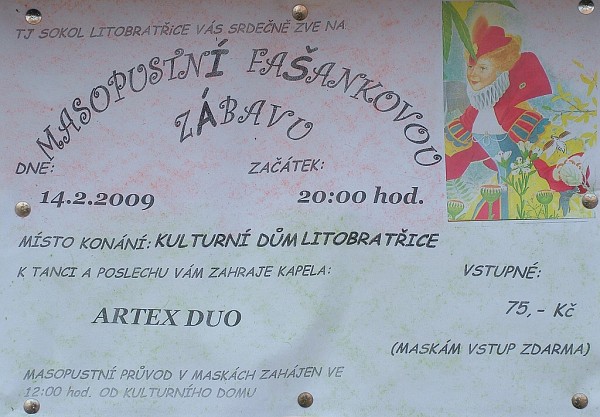 TJ SOKOL LITOBRATŘICE VÁS SRDEČNĚ ZVE NA
MASOPUSTNÍ FAŠANKOVOU
ZÁBAVU
DNE: ZAČÁTEK:
14.2.2009 20:00 hod.
MÍSTO KONÁNÍ: KULTURNÍ DŮM LITOBRATŘICE
K TANCI A POSLECHU VÁM ZAHRAJE KAPELA: VSTUPNÉ:
ARTEX DUO 75,- Kč
(MASKÁM VSTUP ZDARMA)
MASOPUSTNÍ PRŮVOD V MASKÁCH ZAHÁJEN VE
12:00 hod. OD KULTURNÍHO DOMU